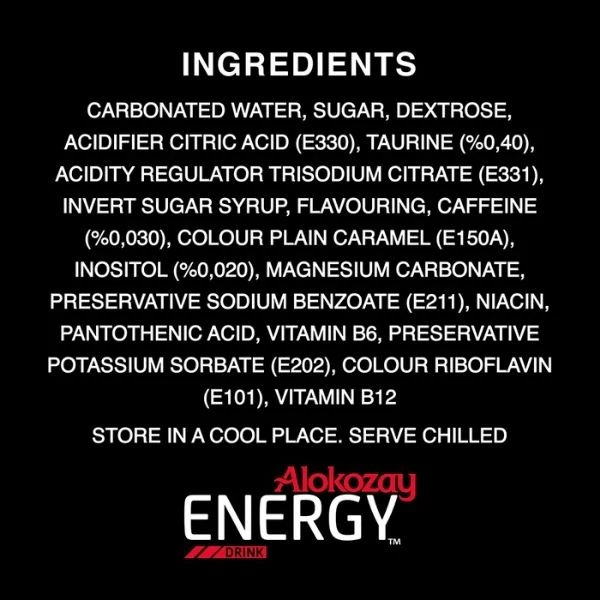 INGREDIENTS
CARBONATED WATER, SUGAR, DEXTROSE,
ACIDIFIER CITRIC ACID (E330), TAURINE (%0,40),
ACIDITY REGULATOR TRISODIUM CITRATE (E331),
INVERT SUGAR SYRUP, FLAVOURING, CAFFEINE
(%0,030), COLOUR PLAIN CARAMEL (E150A),
INOSITOL (%0,020), MAGNESIUM CARBONATE,
PRESERVATIVE SODIUM BENZOATE (E211), NIACIN,
PANTOTHENIC ACID, VITAMIN B6, PRESERVATIVE
POTASSIUM SORBATE (E202), COLOUR RIBOFLAVIN
(E101), VITAMIN B12
STORE IN A COOL PLACE. SERVE CHILLED
Alokozay
ENERGY™
DRINK